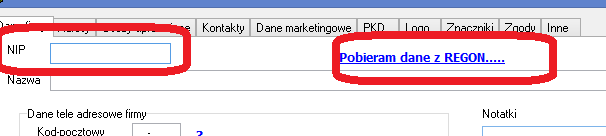 Kontakty Dane marketingowe PKD Logo Znaczniki Zgody Inne
NIP Pobieram dane z REGON.....
Nazwa
Dane tele adresowe firmy Notatki
Kod-pocztowy ?